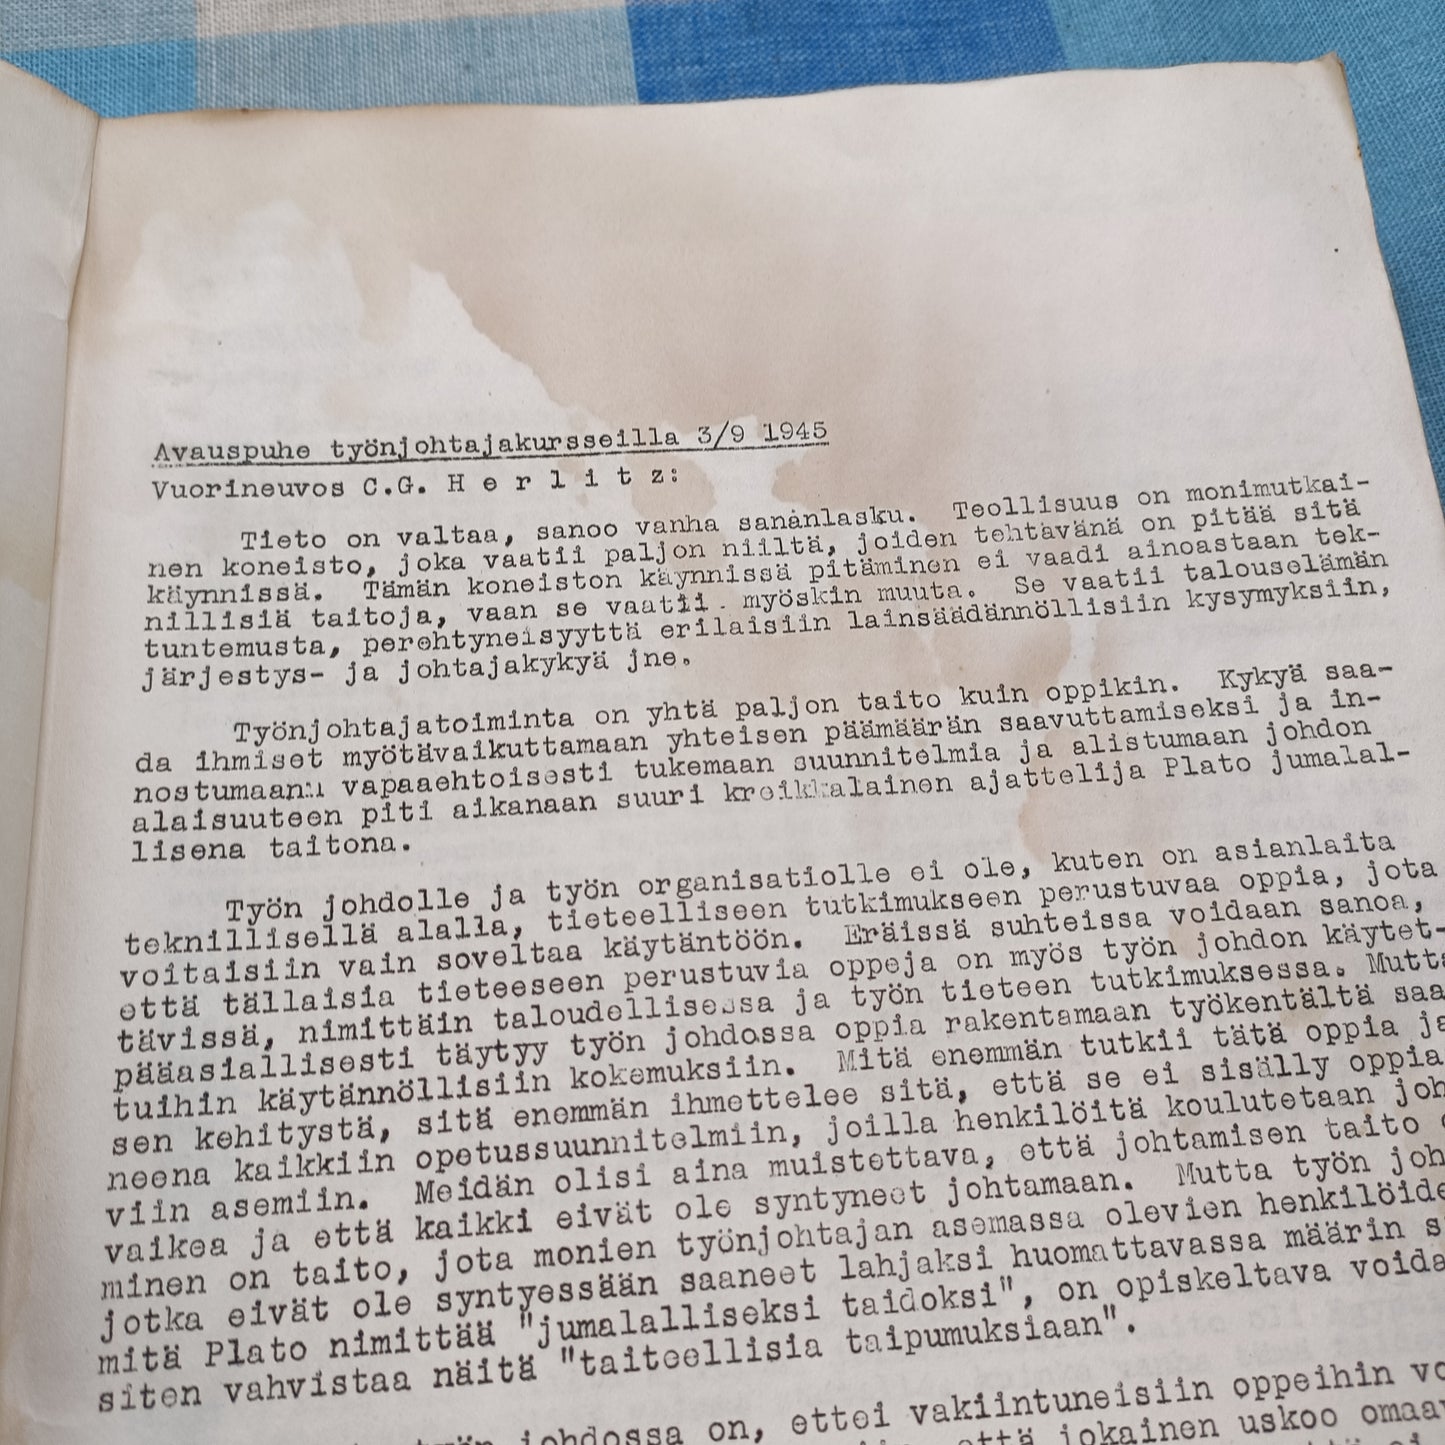 Avauspuhe työnjohtajakursseilla 3/9 1945
Vuorineuvos C.G. H e r l i t z:
Tieto on valtaa, sanoo vanha sananlasku. Teollisuus on monimutkai-
nen koneisto, joka vaatii paljon niiltä, joiden tehtävänä on pitää sitä
käynnissä. Tämän koneiston käynnissä pitäminen ei vaadi ainoastaan tek-
nillisiä taitoja, vaan se vaatii myöskin muuta. Se vaatii talouselämän
tuntemusta, perehtyneisyyttä erilaisiin lainsäädännöllisiin kysymyksiin,
järjestys- ja johtajakykyä jne.
Työnjohtajatoiminta on yhtä paljon taito kuin oppikin. Kykyä saa-
da ihmiset myötävaikuttamaan yhteisen päämäärän saavuttamiseksi ja in-
nostumaan vapaaehtoisesti tukemaan suunnitelmia ja alistumaan johdon
alaisuuteen piti aikanaan suuri kreikkalainen ajattelija Plato jumalal-
lisena taitona.
Työn johdolle ja työn organisatiolle ei ole, kuten on asianlaita
teknillisellä alalla, tieteelliseen tutkimukseen perustuvaa oppia, jota
voitaisiin vain soveltaa käytäntöön. Eräissä suhteissa voidaan sanoa,
että tällaisia tieteeseen perustuvia oppeja on myös työn johdon käytet-
tävissä, nimittäin taloudellisessa ja työn tieteen tutkimuksessa. Mutta
pääasiallisesti täytyy työn johdossa oppia rakentamaan työkentältä saa
tuihin käytännöllisiin kokemuksiin. Mitä enemmän tutkii tätä oppia ja
sen kehitystä, sitä enemmän ihmettelee sitä, että se ei sisälly oppia
neena kaikkiin opetussuunnitelmiin, joilla henkilöitä koulutetaan joh
viin asemiin. Meidän olisi aina muistettava, että johtamisen taito
vaikea ja että kaikki eivät ole syntyneet johtamaan. Mutta työn joh
minen on taito, jota monien työnjohtajan asemassa olevien henkilöide
jotka eivät ole syntyessään saaneet lahjaksi huomattavassa määrin s
mitä Plato nimittää "jumalalliseksi taidoksi", on opiskeltava voida
siten vahvistaa näitä "taiteellisia taipumuksiaan".
johdossa on, ettei vakiintuneisiin oppeihin vo
että jokainen uskoo omaa